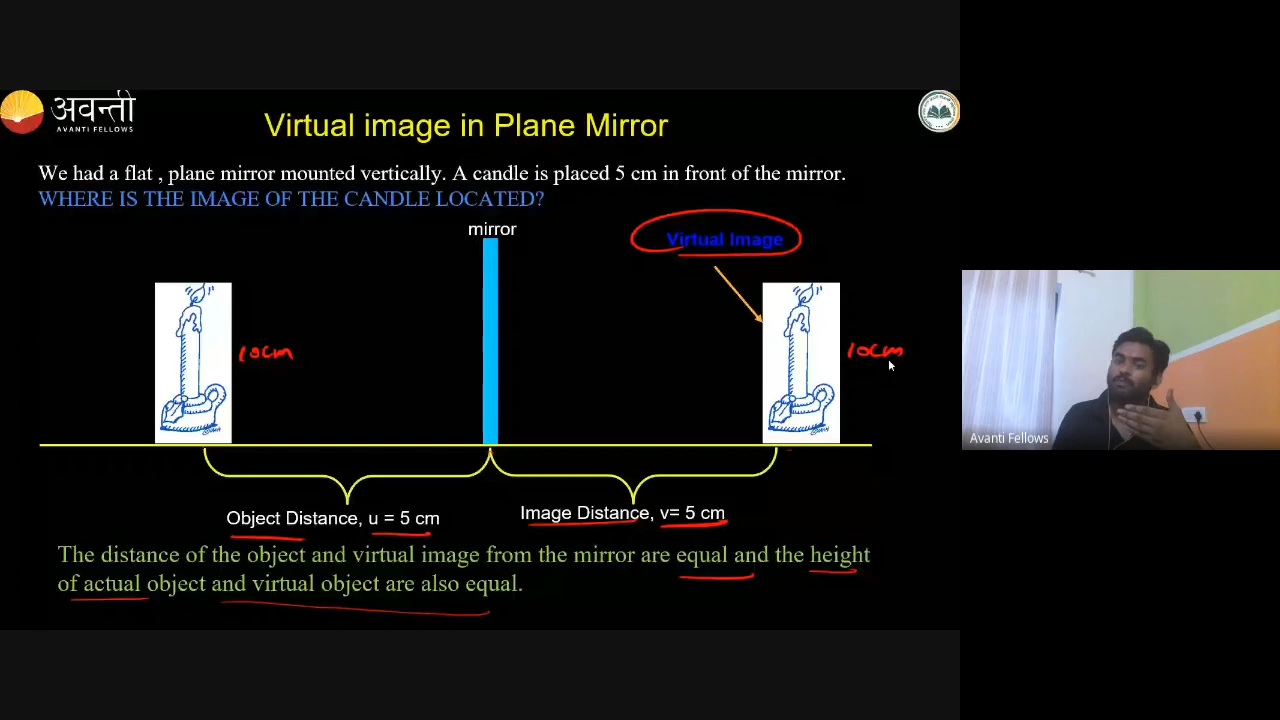 अवन्ती
AVANTI FELLOWS
Virtual image in Plane Mirror
We had a flat , plane mirror mounted vertically. A candle is placed 5 cm in front of the mirror.
WHERE IS THE IMAGE OF THE CANDLE LOCATED?
mirror
Virtual Image
10cm
10cm
Object Distance, u = 5 cm
Image Distance, v= 5 cm
The distance of the object and virtual image from the mirror are equal and the height
of actual object and virtual object are also equal.
Avanti Fellows